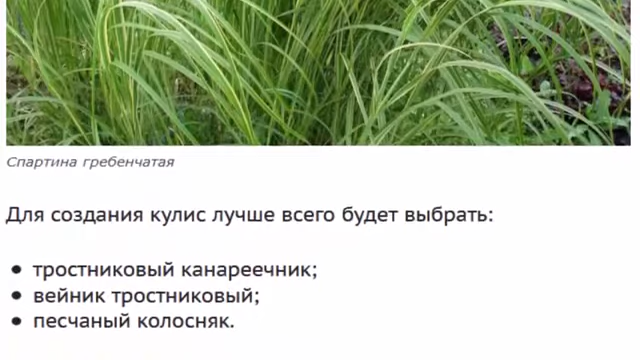 Спартина гребенчатая
Для создания кулис лучше всего будет выбрать:
• тростниковый канареечник;
• вейник тростниковый;
• песчаный колосняк.